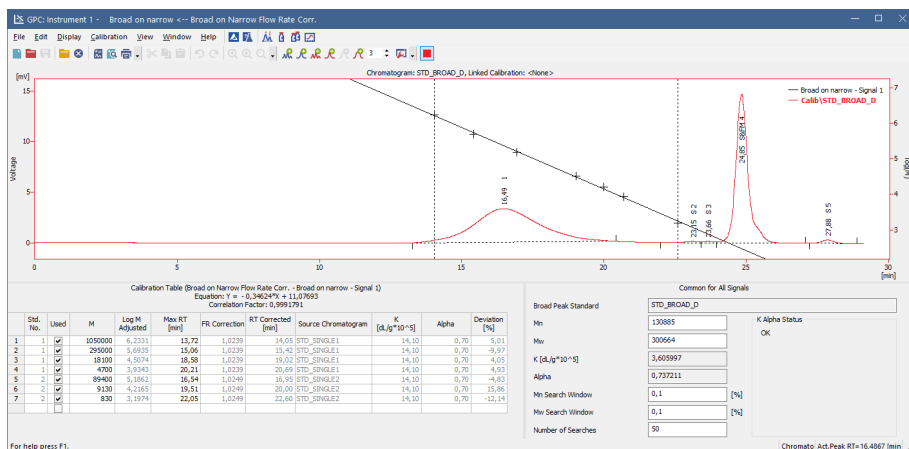 GPC: Instrument 1 - Broad on narrow <-- Broad on Narrow Flow Rate Corr.
File Edit Display Calibration View Window Help
3
Chromatogram: STD_BROAD_D, Linked Calibration: <None>
[mV]
15
10
5
0
Voltage
7
6
5
4
3
Broad on narrow - Signal 1
Calib\STD_BROAD_D
16,49 1
23,15 S 2
23,66 S 3
27,88 S 5
0 5 10 15 20 25 30
[min]
Calibration Table (Broad on Narrow Flow Rate Corr. - Broad on narrow - Signal 1)
Equation: Y = - 0,34624*X + 11,07693
Correlation Factor: 0,9991791
Std. No. Used M Log M Adjusted Max RT [min] FR Correction RT Corrected [min] Source Chromatogram K [dL/g*10^5] Alpha Deviation [%]
1 1 1050000 6,2331 13,72 1,0239 14,05 STD_SINGLE1 14,10 0,70 5,01
2 1 295000 5,6935 15,06 1,0239 15,42 STD_SINGLE1 14,10 0,70 -9,97
3 1 18100 4,5074 18,58 1,0239 19,02 STD_SINGLE1 14,10 0,70 4,05
4 1 4700 3,9343 20,21 1,0239 20,69 STD_SINGLE1 14,10 0,70 4,93
5 2 89400 5,1862 16,54 1,0249 16,95 STD_SINGLE2 14,10 0,70 -4,83
6 2 9130 4,2165 19,51 1,0249 20,00 STD_SINGLE2 14,10 0,70 15,86
7 2 830 3,1974 22,05 1,0249 22,60 STD_SINGLE2 14,10 0,70 -12,14
Common for All Signals
Broad Peak Standard STD_BROAD_D
Mn 130885
Mw 300664
K [dL/g*10^5] 3,605997
Alpha 0,737211
Mn Search Window 0,1 [%]
Mw Search Window 0,1 [%]
Number of Searches 50
K Alpha Status
OK
For help press F1.
Chromato Act.Peak RT=16,4867 [min